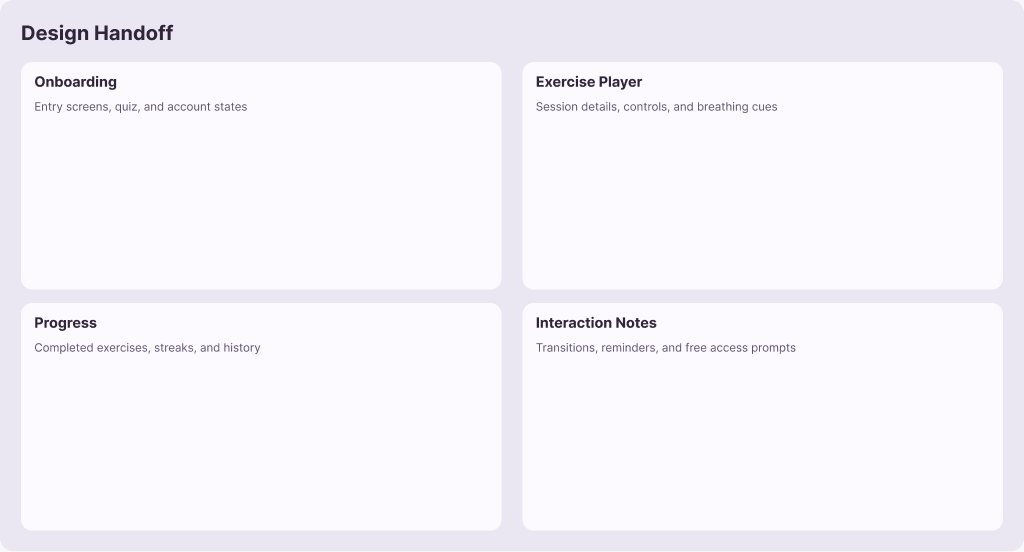 Design Handoff
Onboarding
Entry screens, quiz, and account states
Exercise Player
Session details, controls, and breathing cues
Progress
Completed exercises, streaks, and history
Interaction Notes
Transitions, reminders, and free access prompts